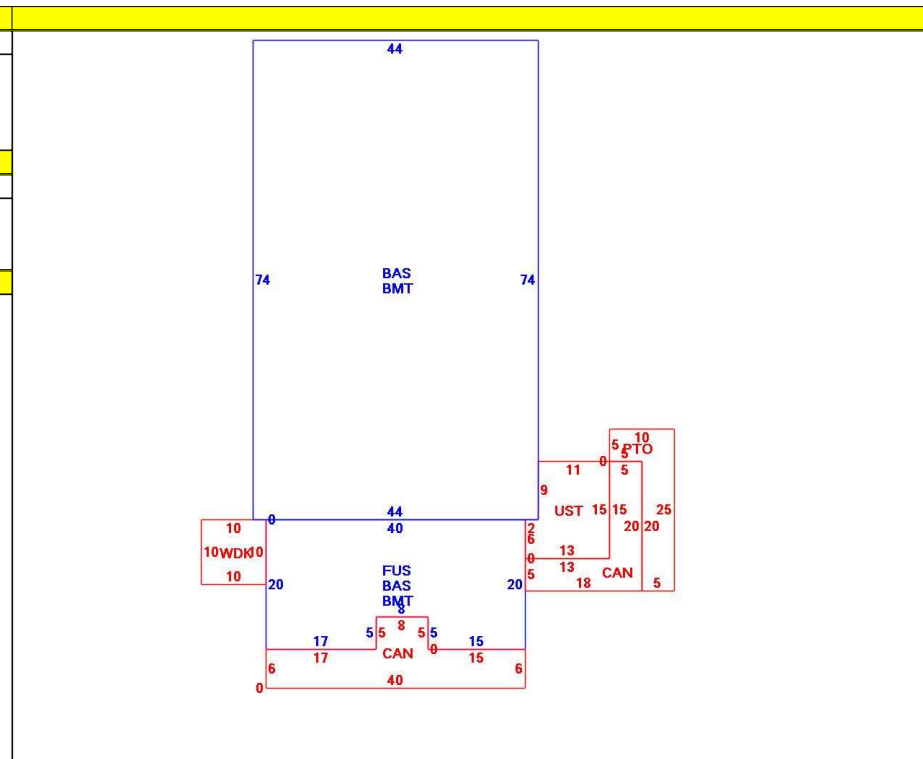 44
74 BAS 74
BMT
10
5 PTO
0 5
11 5
9
UST 15 15 25
20 20
44
0
10 40 2
6
10 WDK 10 13
0
13
FUS 5 CAN
10 20 BAS 20 18 5
BMT
8
17 5 5 8 5 5 15
17 CAN 0 15
6 6
0 40